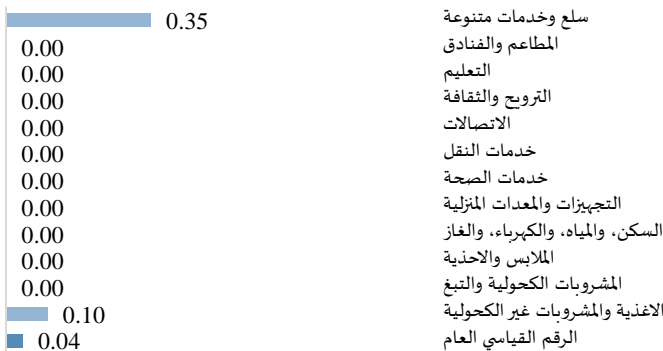 سلع وخدمات متنوعة 0.35
المطاعم والفنادق 0.00
التعليم 0.00
الترويح والثقافة 0.00
الاتصالات 0.00
خدمات النقل 0.00
خدمات الصحة 0.00
التجهيزات والمعدات المنزلية 0.00
السكن، والمياه، والكهرباء، والغاز 0.00
الملابس والاحذية 0.00
المشروبات الكحولية والتبغ 0.00
الاغذية والمشروبات غير الكحولية 0.10
الرقم القياسي العام 0.04